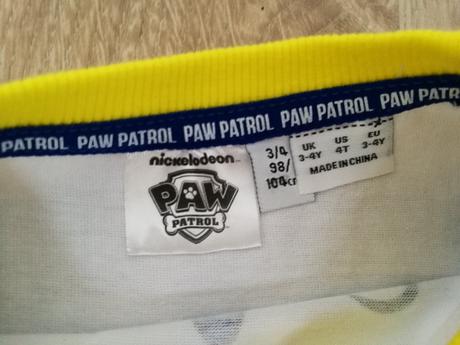 PATROL PAW PATROL PAW PATROL PAW PATROL PAW PATROL
nickelodeon
PAW
PATROL
3/4
98/
104CM
UK US EU
3-4Y 4T 3-4Y
MADE IN CHINA